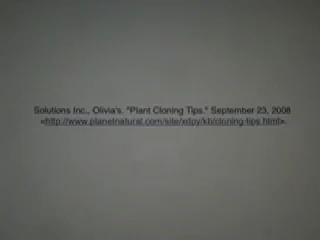 Solutions Inc., Olivia's. "Plant Cloning Tips." September 23, 2008
<http://www.planetnatural.com/site/xdpy/kb/cloning-tips.html>.